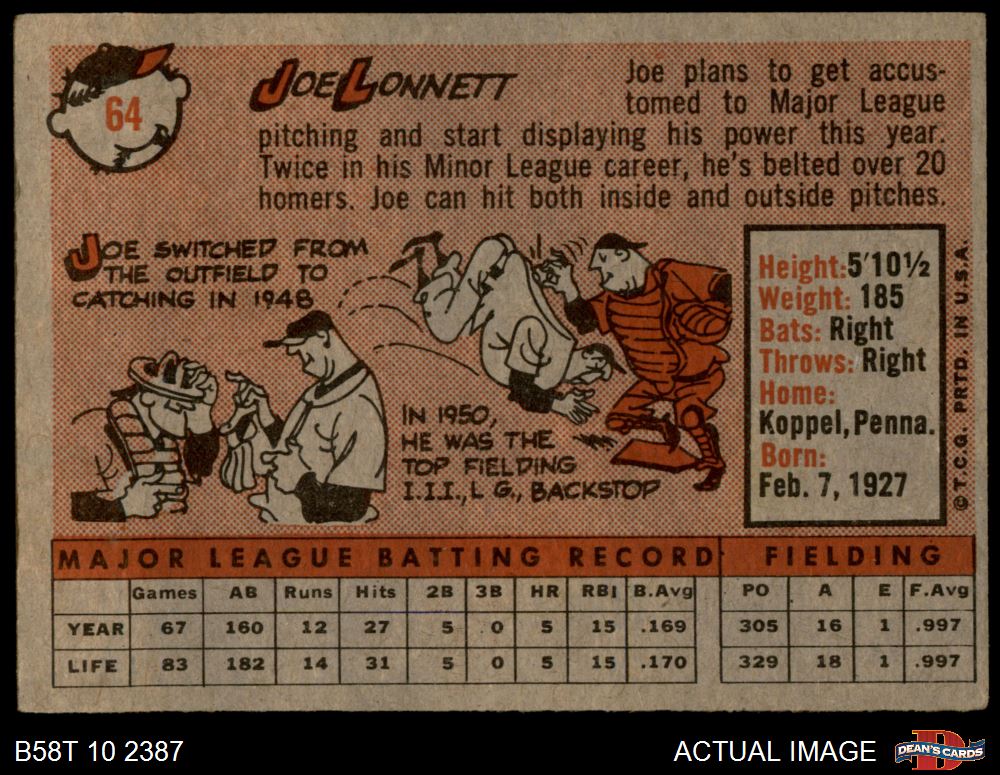 64
JOE LONNETT
Joe plans to get accus-
tomed to Major League
pitching and start displaying his power this year.
Twice in his Minor League career, he's belted over 20
homers. Joe can hit both inside and outside pitches.
JOE SWITCHED FROM
THE OUTFIELD TO
CATCHING IN 1948
IN 1950,
HE WAS THE
TOP FIELDING
I.I.I., L G., BACKSTOP
Height: 5'10½
Weight: 185
Bats: Right
Throws: Right
Home:
Koppel, Penna.
Born:
Feb. 7, 1927
© T.C.G. PRTD. IN U.S.A.
MAJOR LEAGUE BATTING RECORD FIELDING
Games AB Runs Hits 2B 3B HR RBI B.Avg PO A E F.Avg
YEAR 67 160 12 27 5 0 5 15 .169 305 16 1 .997
LIFE 83 182 14 31 5 0 5 15 .170 329 18 1 .997
B58T 10 2387 ACTUAL IMAGE
D
DEAN'S CARDS